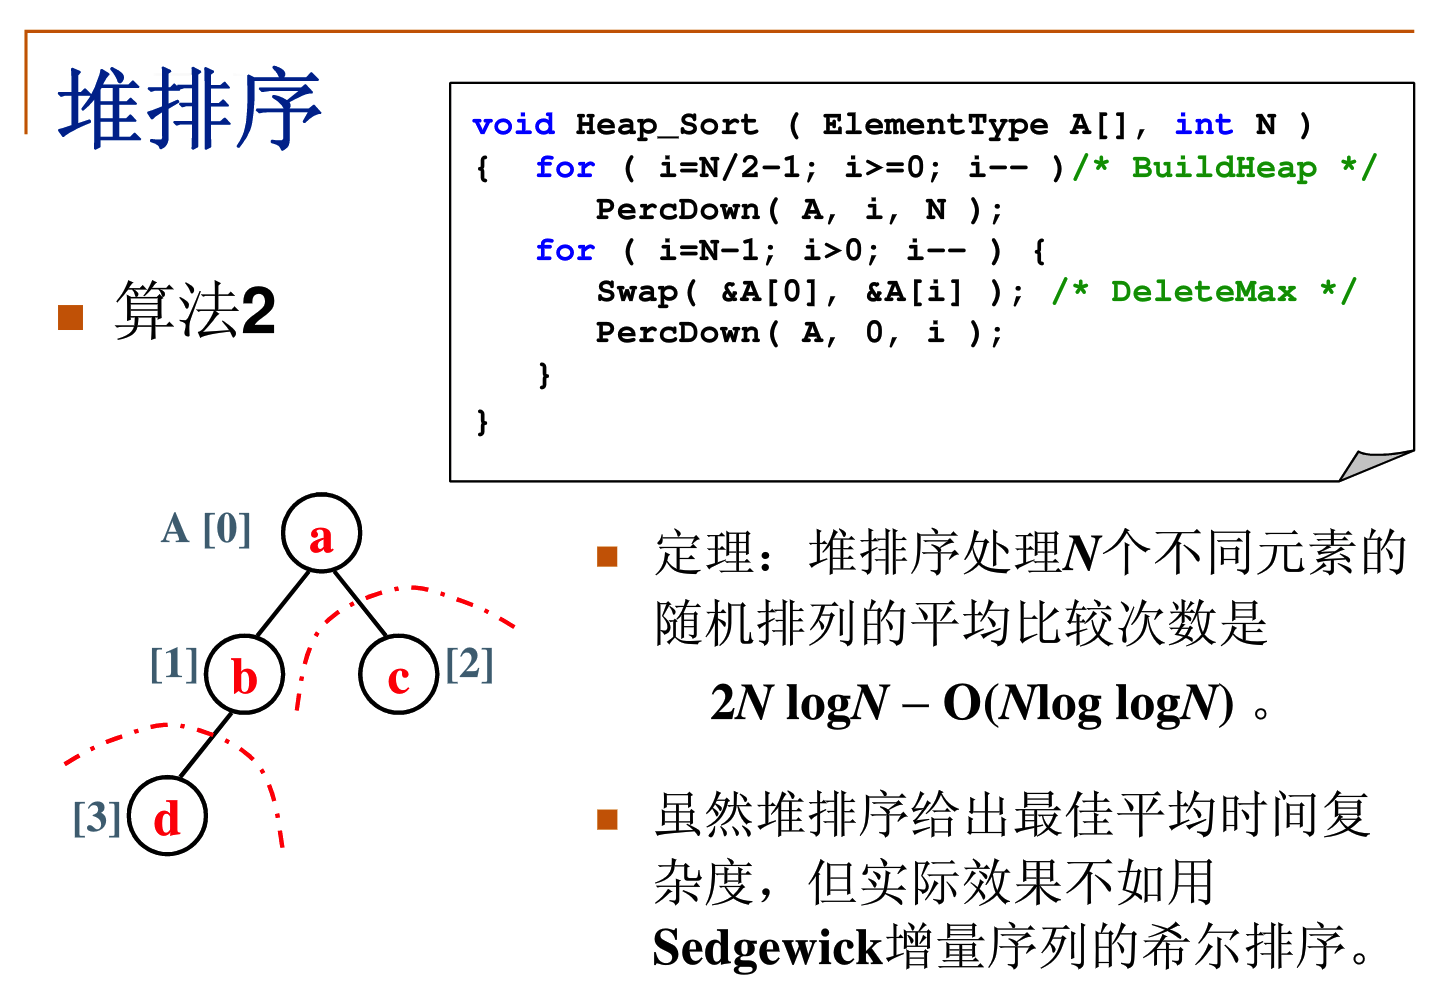 堆排序
void Heap_Sort ( ElementType A[], int N )
{ for ( i=N/2-1; i>=0; i-- )/* BuildHeap */
PercDown( A, i, N );
for ( i=N-1; i>0; i-- ) {
Swap( &A[0], &A[i] ); /* DeleteMax */
PercDown( A, 0, i );
}
}
算法2
A [0] a
[1] b c [2]
[3] d
定理：堆排序处理N个不同元素的
随机排列的平均比较次数是
2N logN – O(Nlog logN) 。
虽然堆排序给出最佳平均时间复
杂度，但实际效果不如用
Sedgewick增量序列的希尔排序。